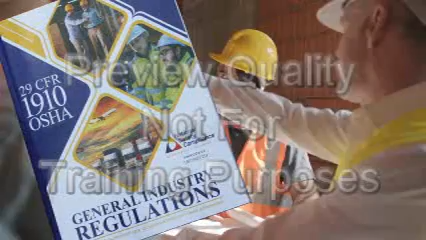 Preview Quality
Not For
Training Purposes
29 CFR
1910
OSHA
GENERAL INDUSTRY
REGULATIONS